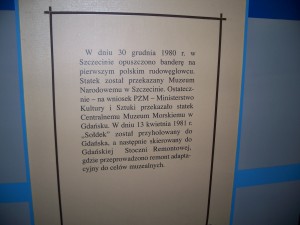 W dniu 30 grudnia 1980 r. w
Szczecinie opuszczono banderę na
pierwszym polskim rudowęglowcu.
Statek został przekazany Muzeum
Narodowemu w Szczecinie. Ostatecz-
nie – na wniosek PŻM – Ministerstwo
Kultury i Sztuki przekazało statek
Centralnemu Muzeum Morskiemu w
Gdańsku. W dniu 13 kwietnia 1981 r.
„Sołdek” został przyholowany do
Gdańska, a następnie skierowany do
Gdańskiej Stoczni Remontowej,
gdzie przeprowadzono remont adapta-
cyjny do celów muzealnych.